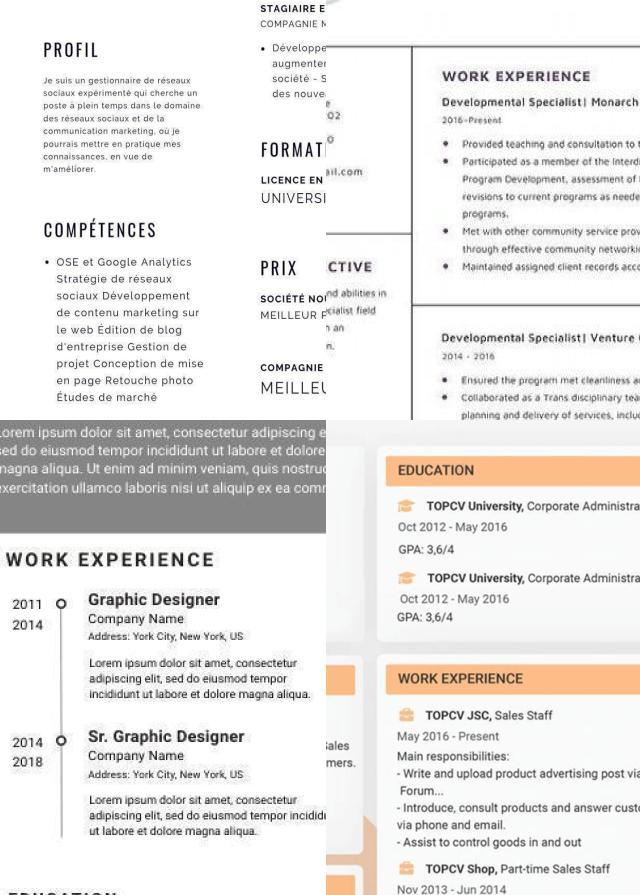 PROFIL
Je suis un gestionnaire de réseaux
sociaux expérimenté qui cherche un
poste à plein temps dans le domaine
des réseaux sociaux et de la
communication marketing, où je
pourrais mettre en pratique mes
connaissances, en vue de
m'améliorer.
COMPÉTENCES
• OSE et Google Analytics
Stratégie de réseaux
sociaux Développement
de contenu marketing sur
le web Édition de blog
d'entreprise Gestion de
projet Conception de mise
en page Retouche photo
Études de marché
STAGIAIRE E
COMPAGNIE M
• Développe
augmenter
société - S
des nouve
FORMAT
LICENCE EN
UNIVERSI
PRIX
SOCIÉTÉ NO
MEILLEUR
COMPAGNIE
MEILLEU
02
0
ail.com
CTIVE
nd abilities in
cialist field
h an
n.
WORK EXPERIENCE
Developmental Specialist| Monarch
2016-Present
• Provided teaching and consultation to
• Participated as a member of the Interdi
Program Development, assessment of
revisions to current programs as neede
programs.
• Met with other community service prov
through effective community networki
• Maintained assigned client records acc
Developmental Specialist| Venture
2014 - 2016
• Ensured the program met cleanliness a
• Collaborated as a Trans disciplinary tea
planning and delivery of services, inclu
Lorem ipsum dolor sit amet, consectetur adipiscing e
sed do eiusmod tempor incididunt ut labore et dolore
magna aliqua. Ut enim ad minim veniam, quis nostru
exercitation ullamco laboris nisi ut aliquip ex ea com
WORK EXPERIENCE
2011
2014
Graphic Designer
Company Name
Address: York City, New York, US
Lorem ipsum dolor sit amet, consectetur
adipiscing elit, sed do eiusmod tempor
incididunt ut labore et dolore magna aliqua.
2014
2018
Sr. Graphic Designer
Company Name
Address: York City, New York, US
Lorem ipsum dolor sit amet, consectetur
adipiscing elit, sed do eiusmod tempor incidid
ut labore et dolore magna aliqua.
EDUCATION
Sales
mers.
EDUCATION
TOPCV University, Corporate Administra
Oct 2012 - May 2016
GPA: 3,6/4
TOPCV University, Corporate Administra
Oct 2012 - May 2016
GPA: 3,6/4
WORK EXPERIENCE
TOPCV JSC, Sales Staff
May 2016 - Present
Main responsibilities:
- Write and upload product advertising post via
Forum...
- Introduce, consult products and answer custo
via phone and email.
- Assist to control goods in and out
TOPCV Shop, Part-time Sales Staff
Nov 2013 - Jun 2014